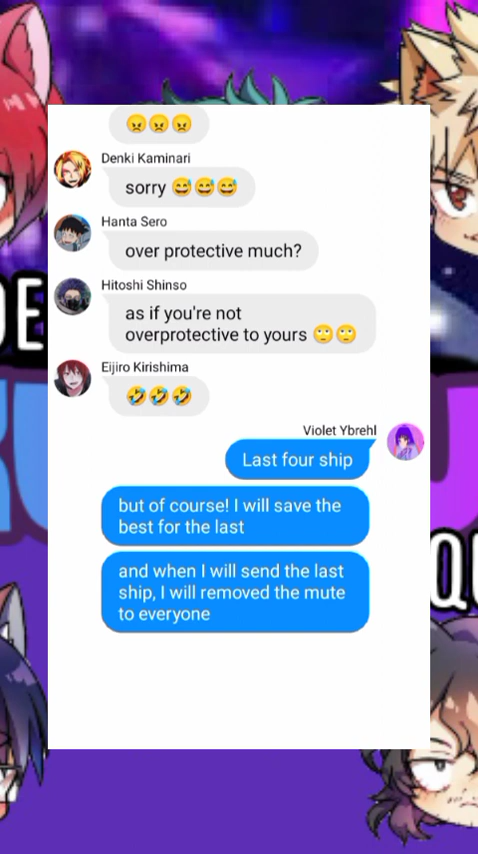 😠😠😠
Denki Kaminari
sorry 😅😅😅
Hanta Sero
over protective much?
Hitoshi Shinso
as if you're not
overprotective to yours 🙄🙄
Eijiro Kirishima
🤣🤣🤣
Violet Ybrehl
Last four ship
but of course! I will save the
best for the last
and when I will send the last
ship, I will removed the mute
to everyone